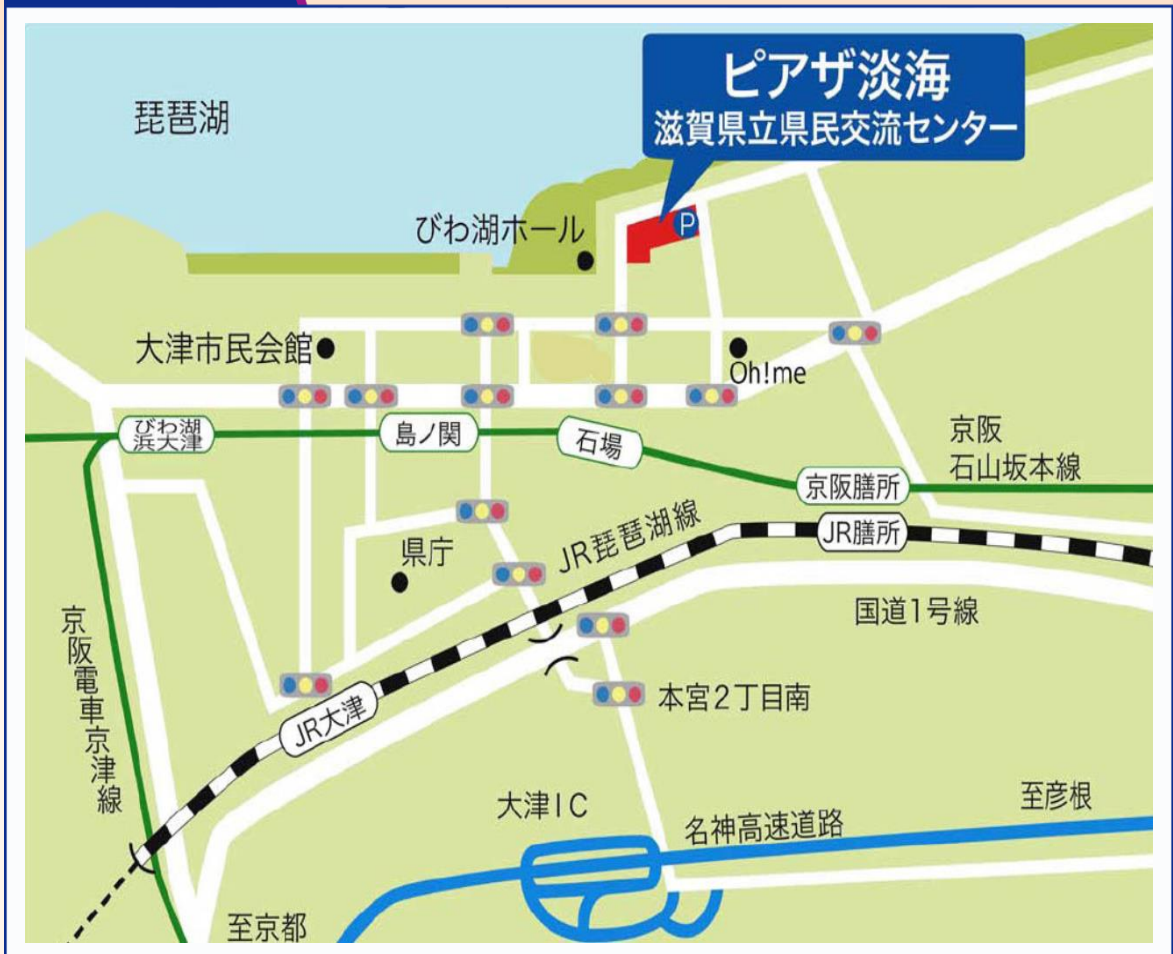 ピアザ淡海
滋賀県立県民交流センター
琵琶湖
P
びわ湖ホール
大津市民会館
Oh!me
びわ湖
浜大津
島ノ関
石場
京阪
石山坂本線
京阪膳所
JR膳所
JR琵琶湖線
県庁
国道1号線
京阪電車京津線
本宮2丁目南
JR大津
大津IC
名神高速道路
至彦根
至京都